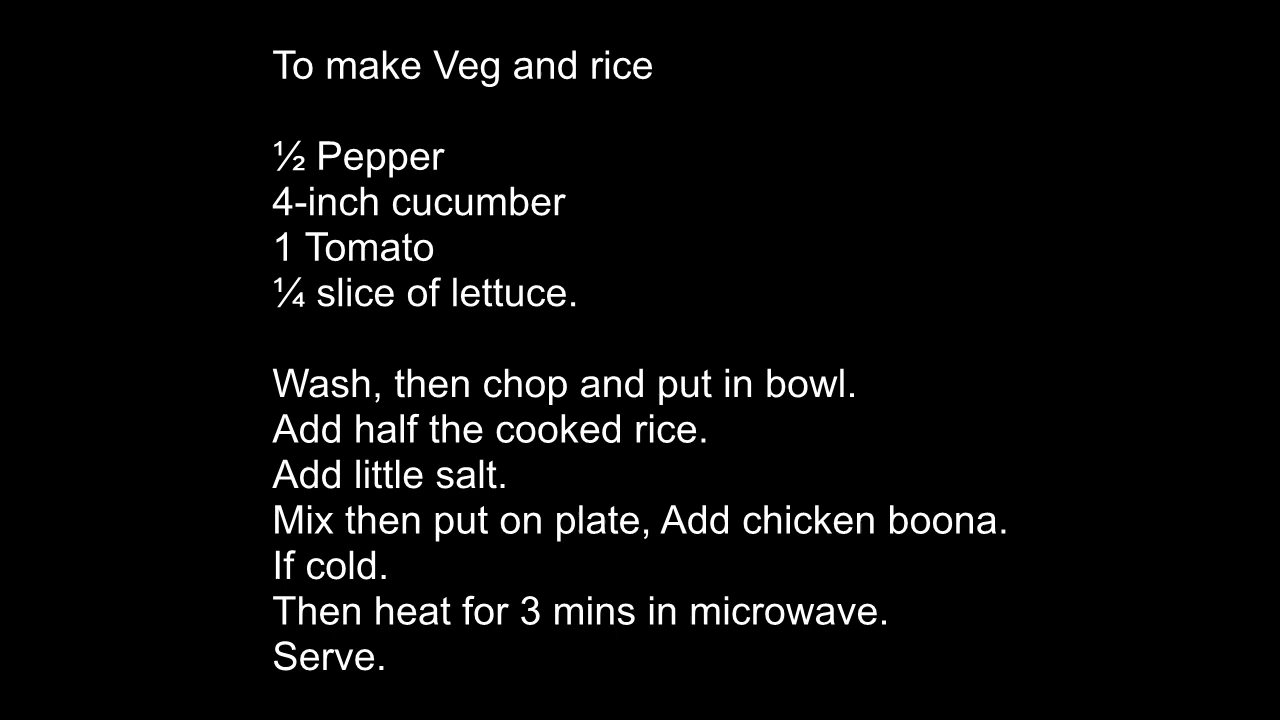 To make Veg and rice
½ Pepper
4-inch cucumber
1 Tomato
¼ slice of lettuce.
Wash, then chop and put in bowl.
Add half the cooked rice.
Add little salt.
Mix then put on plate, Add chicken boona.
If cold.
Then heat for 3 mins in microwave.
Serve.